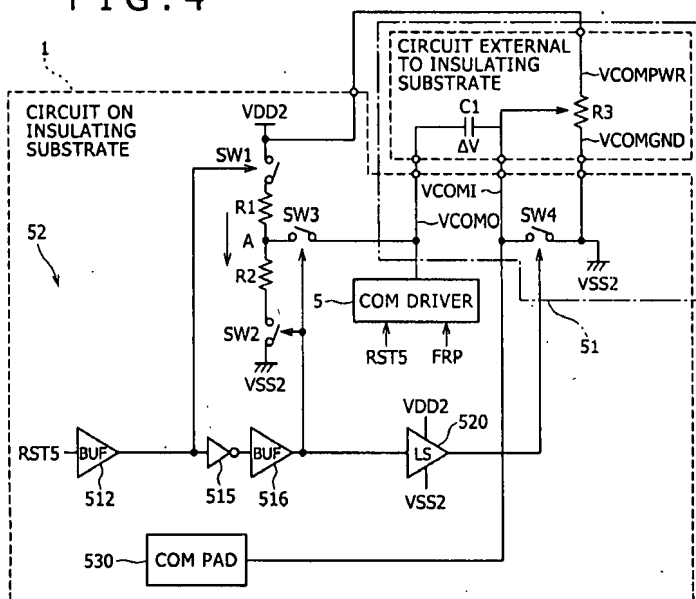 FIG.4
1
CIRCUIT ON
INSULATING
SUBSTRATE
CIRCUIT EXTERNAL
TO INSULATING
SUBSTRATE
VCOMPWR
C1
ΔV
R3
VCOMGND
VDD2
SW1
R1
A
R2
SW2
VSS2
SW3
VCOMI
VCOMO
SW4
VSS2
52
5
COM DRIVER
RST5
FRP
51
RST5
BUF
512
515
BUF
516
VDD2
520
LS
VSS2
530
COM PAD